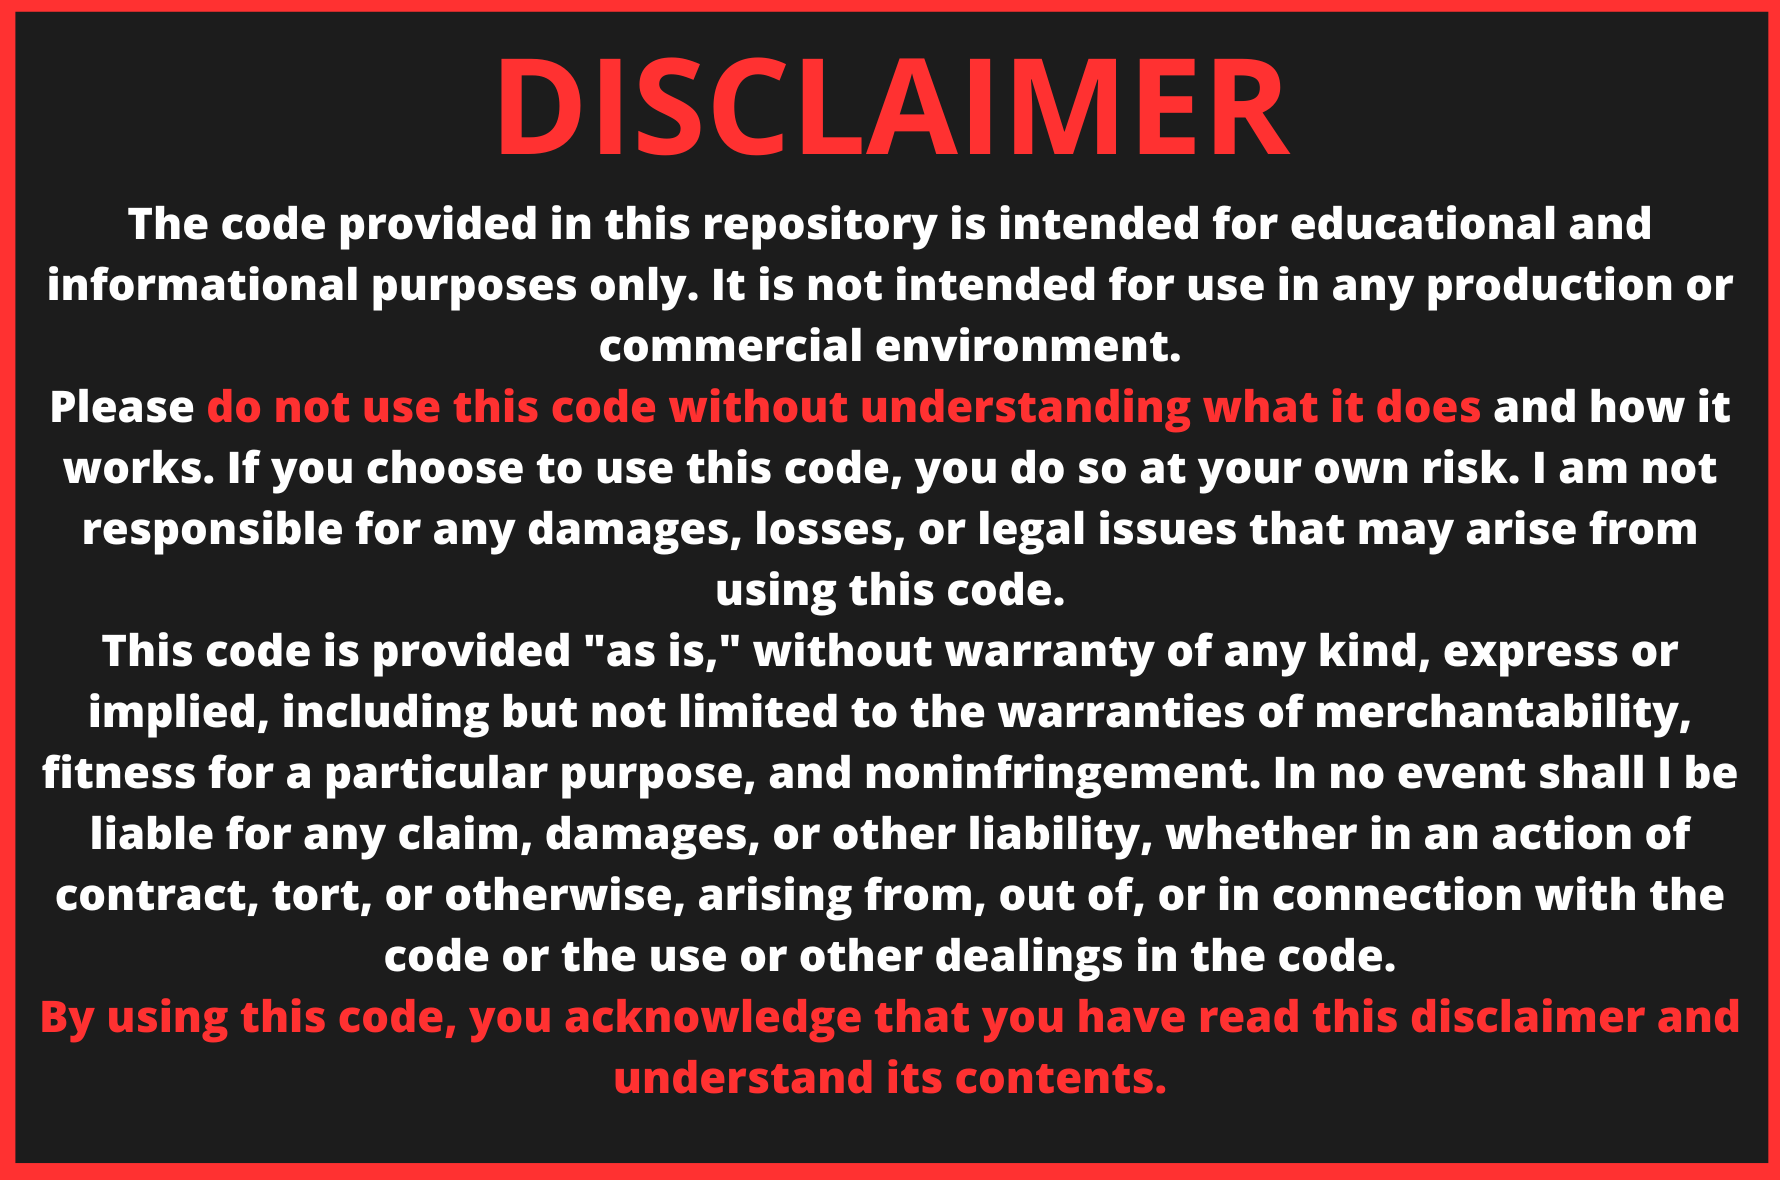 DISCLAIMER
The code provided in this repository is intended for educational and
informational purposes only. It is not intended for use in any production or
commercial environment.
Please do not use this code without understanding what it does and how it
works. If you choose to use this code, you do so at your own risk. I am not
responsible for any damages, losses, or legal issues that may arise from
using this code.
This code is provided "as is," without warranty of any kind, express or
implied, including but not limited to the warranties of merchantability,
fitness for a particular purpose, and noninfringement. In no event shall I be
liable for any claim, damages, or other liability, whether in an action of
contract, tort, or otherwise, arising from, out of, or in connection with the
code or the use or other dealings in the code.
By using this code, you acknowledge that you have read this disclaimer and
understand its contents.